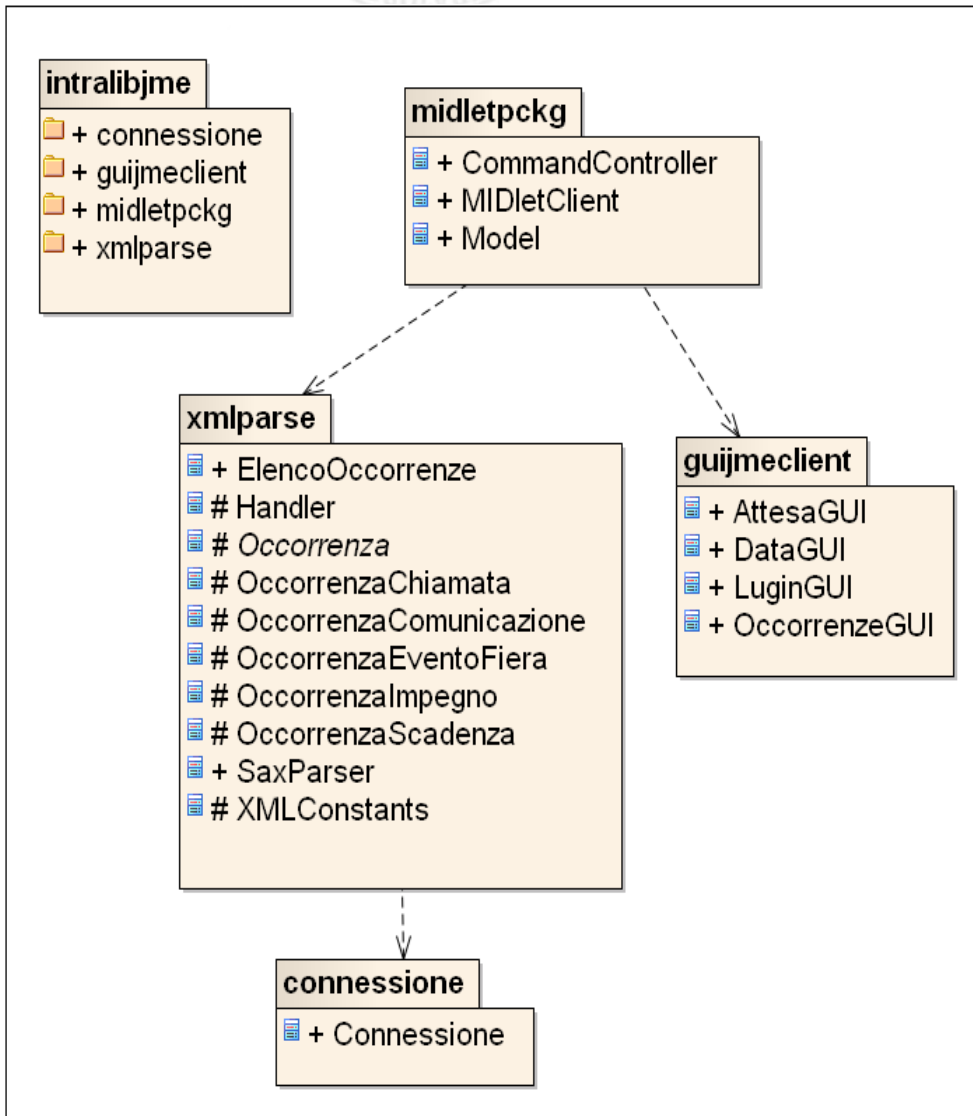 intralibjme
+ connessione
+ guijmeclient
+ midletpckg
+ xmlparse
midletpckg
+ CommandController
+ MIDletClient
+ Model
xmlparse
+ ElencoOccorrenze
# Handler
# Occorrenza
# OccorrenzaChiamata
# OccorrenzaComunicazione
# OccorrenzaEventoFiera
# OccorrenzaImpegno
# OccorrenzaScadenza
+ SaxParser
# XMLConstants
guijmeclient
+ AttesaGUI
+ DataGUI
+ LuginGUI
+ OccorrenzeGUI
connessione
+ Connessione